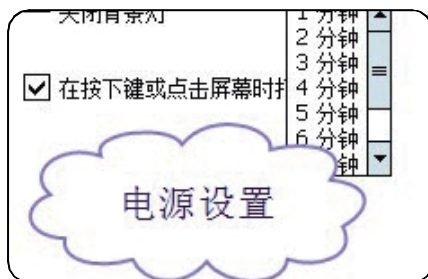 关闭背景灯
1 分钟
2 分钟
3 分钟
在按下键或点击屏幕时
4 分钟
5 分钟
6 分钟
钟
电源设置